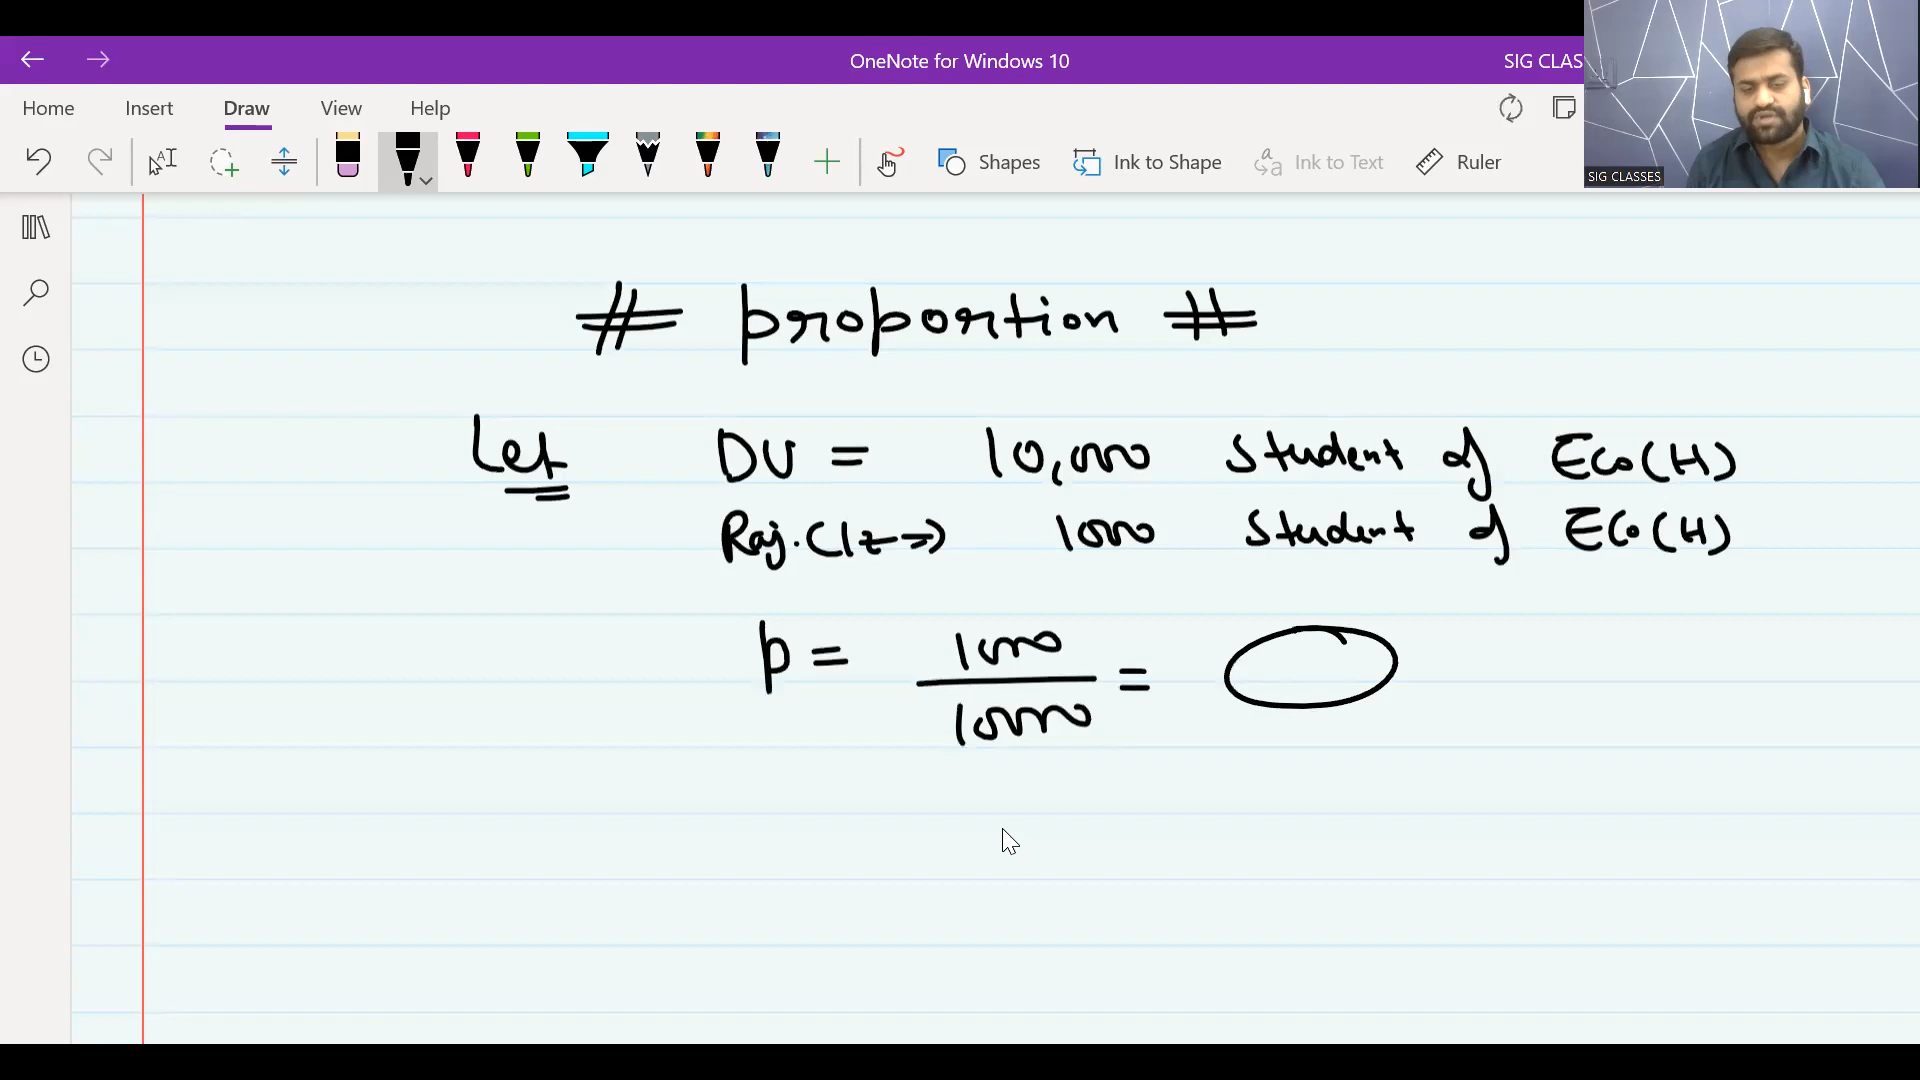 OneNote for Windows 10
SIG CLAS
Home Insert Draw View Help
Shapes Ink to Shape Ink to Text Ruler
SIG CLASSES
# proportion #
Let DU = 10,000 Student of Eco(H)
Raj. Clz → 1000 Student of ECo(H)
p = 1000
10000 =